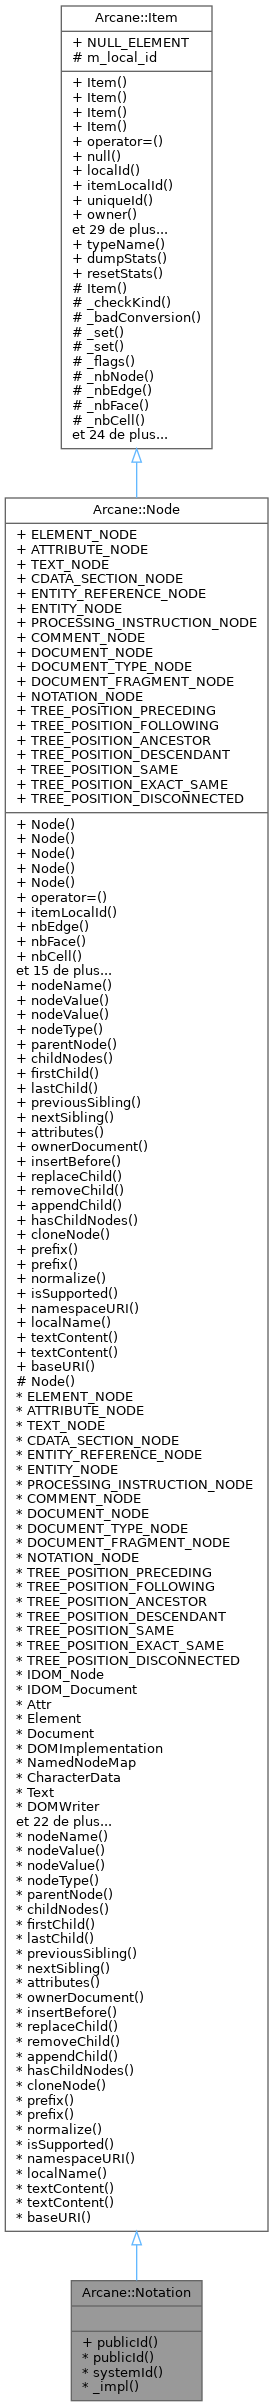 Arcane::Item
+ NULL_ELEMENT
# m_local_id
+ Item()
+ Item()
+ Item()
+ Item()
+ operator=()
+ null()
+ localId()
+ itemLocalId()
+ uniqueId()
+ owner()
et 29 de plus...
+ typeName()
+ dumpStats()
+ resetStats()
# Item()
# _checkKind()
# _badConversion()
# _set()
# _set()
# _flags()
# _nbNode()
# _nbEdge()
# _nbFace()
# _nbCell()
et 24 de plus...
Arcane::Node
+ ELEMENT_NODE
+ ATTRIBUTE_NODE
+ TEXT_NODE
+ CDATA_SECTION_NODE
+ ENTITY_REFERENCE_NODE
+ ENTITY_NODE
+ PROCESSING_INSTRUCTION_NODE
+ COMMENT_NODE
+ DOCUMENT_NODE
+ DOCUMENT_TYPE_NODE
+ DOCUMENT_FRAGMENT_NODE
+ NOTATION_NODE
+ TREE_POSITION_PRECEDING
+ TREE_POSITION_FOLLOWING
+ TREE_POSITION_ANCESTOR
+ TREE_POSITION_DESCENDANT
+ TREE_POSITION_SAME
+ TREE_POSITION_EXACT_SAME
+ TREE_POSITION_DISCONNECTED
+ Node()
+ Node()
+ Node()
+ Node()
+ Node()
+ operator=()
+ itemLocalId()
+ nbEdge()
+ nbFace()
+ nbCell()
et 15 de plus...
+ nodeName()
+ nodeValue()
+ nodeValue()
+ nodeType()
+ parentNode()
+ childNodes()
+ firstChild()
+ lastChild()
+ previousSibling()
+ nextSibling()
+ attributes()
+ ownerDocument()
+ insertBefore()
+ replaceChild()
+ removeChild()
+ appendChild()
+ hasChildNodes()
+ cloneNode()
+ prefix()
+ prefix()
+ normalize()
+ isSupported()
+ namespaceURI()
+ localName()
+ textContent()
+ textContent()
+ baseURI()
# Node()
* ELEMENT_NODE
* ATTRIBUTE_NODE
* TEXT_NODE
* CDATA_SECTION_NODE
* ENTITY_REFERENCE_NODE
* ENTITY_NODE
* PROCESSING_INSTRUCTION_NODE
* COMMENT_NODE
* DOCUMENT_NODE
* DOCUMENT_TYPE_NODE
* DOCUMENT_FRAGMENT_NODE
* NOTATION_NODE
* TREE_POSITION_PRECEDING
* TREE_POSITION_FOLLOWING
* TREE_POSITION_ANCESTOR
* TREE_POSITION_DESCENDANT
* TREE_POSITION_SAME
* TREE_POSITION_EXACT_SAME
* TREE_POSITION_DISCONNECTED
* IDOM_Node
* IDOM_Document
* Attr
* Element
* Document
* DOMImplementation
* NamedNodeMap
* CharacterData
* Text
* DOMWriter
et 22 de plus...
* nodeName()
* nodeValue()
* nodeValue()
* nodeType()
* parentNode()
* childNodes()
* firstChild()
* lastChild()
* previousSibling()
* nextSibling()
* attributes()
* ownerDocument()
* insertBefore()
* replaceChild()
* removeChild()
* appendChild()
* hasChildNodes()
* cloneNode()
* prefix()
* prefix()
* normalize()
* isSupported()
* namespaceURI()
* localName()
* textContent()
* textContent()
* baseURI()
Arcane::Notation
+ publicId()
* publicId()
* systemId()
* _impl()